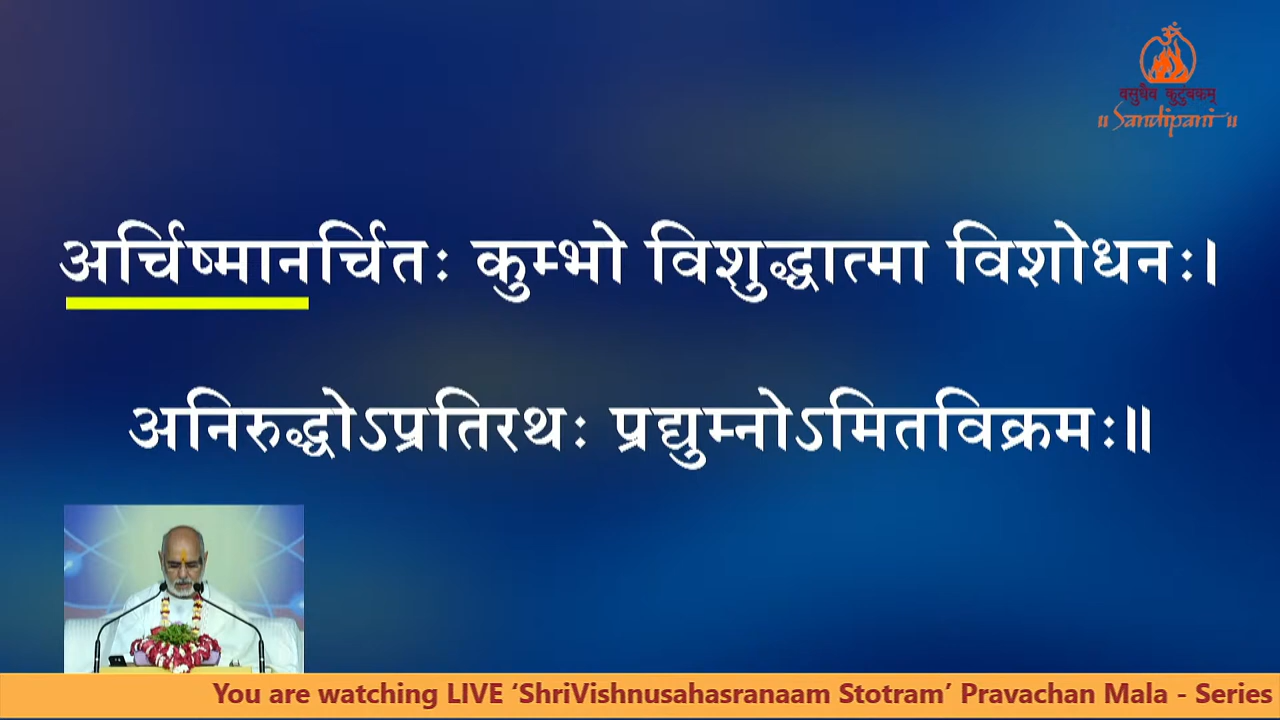 ॐ
वसुधैव कुटुंबकम्
॥ Sandipani ॥
अर्चिष्मानर्चितः कुम्भो विशुद्धात्मा विशोधनः।
अनिरुद्धोऽप्रतिरथः प्रद्युम्नोऽमितविक्रमः॥
You are watching LIVE ‘ShriVishnusahasranaam Stotram’ Pravachan Mala - Series